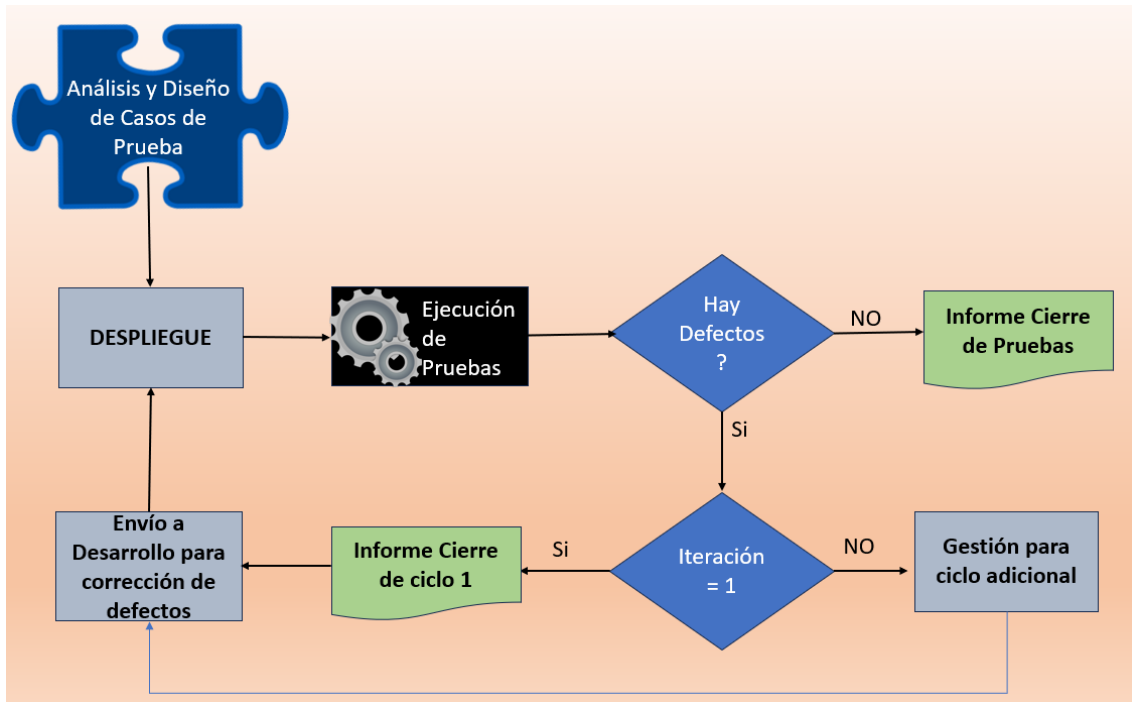 Análisis y Diseño
de Casos de
Prueba
DESPLIEGUE
Ejecución
de
Pruebas
Hay
Defectos
?
NO
Informe Cierre
de Pruebas
Si
Envío a
Desarrollo para
corrección de
defectos
Informe Cierre
de ciclo 1
Si
Iteración
= 1
NO
Gestión para
ciclo adicional